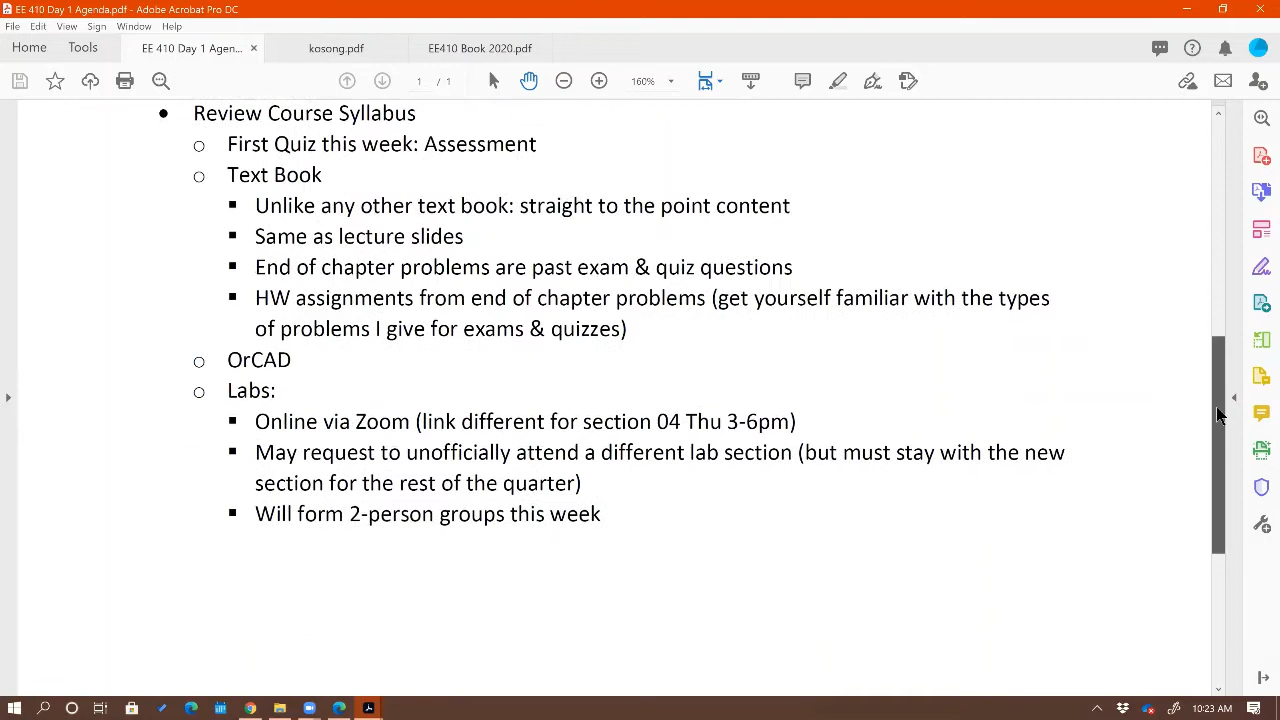 EE 410 Day 1 Agenda.pdf - Adobe Acrobat Pro DC
File Edit View Sign Window Help
Home Tools EE 410 Day 1 Agen... × kosong.pdf EE410 Book 2020.pdf
1 / 1 160%
• Review Course Syllabus
o First Quiz this week: Assessment
o Text Book
▪ Unlike any other text book: straight to the point content
▪ Same as lecture slides
▪ End of chapter problems are past exam & quiz questions
▪ HW assignments from end of chapter problems (get yourself familiar with the types
of problems I give for exams & quizzes)
o OrCAD
o Labs:
▪ Online via Zoom (link different for section 04 Thu 3-6pm)
▪ May request to unofficially attend a different lab section (but must stay with the new
section for the rest of the quarter)
▪ Will form 2-person groups this week
10:23 AM